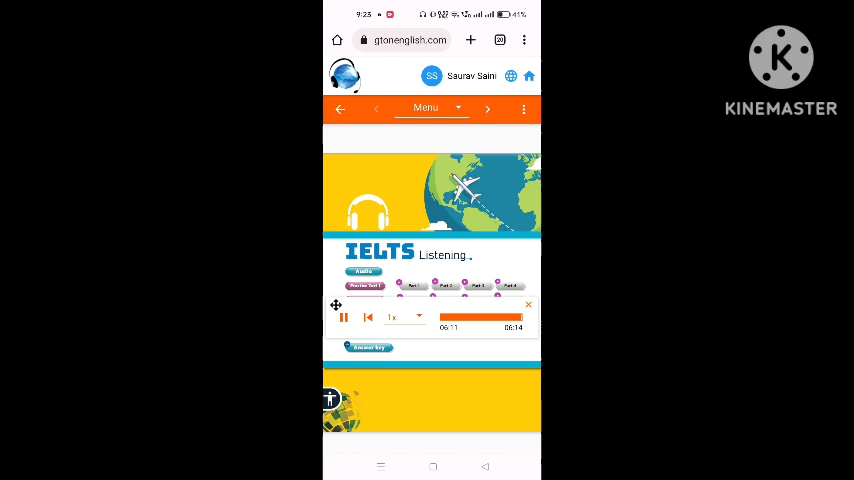 9:23
41%
gtonenglish.com
20
SS
Saurav Saini
Menu
K
KINEMASTER
IELTS Listening
Audio
Practice Test 1
Part 1
Part 2
Part 3
Part 4
1x
06:11
06:14
Answer key